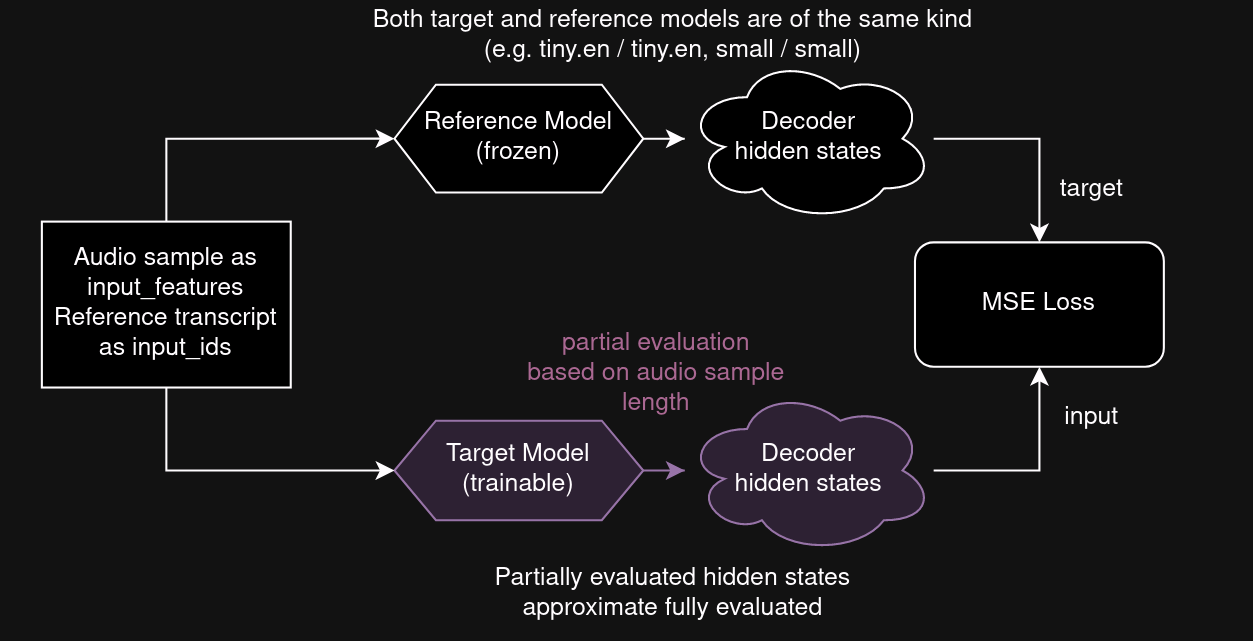 Both target and reference models are of the same kind
(e.g. tiny.en / tiny.en, small / small)
Reference Model
(frozen)
Decoder
hidden states
target
Audio sample as
input_features
Reference transcript
as input_ids
MSE Loss
partial evaluation
based on audio sample
length
input
Target Model
(trainable)
Decoder
hidden states
Partially evaluated hidden states
approximate fully evaluated